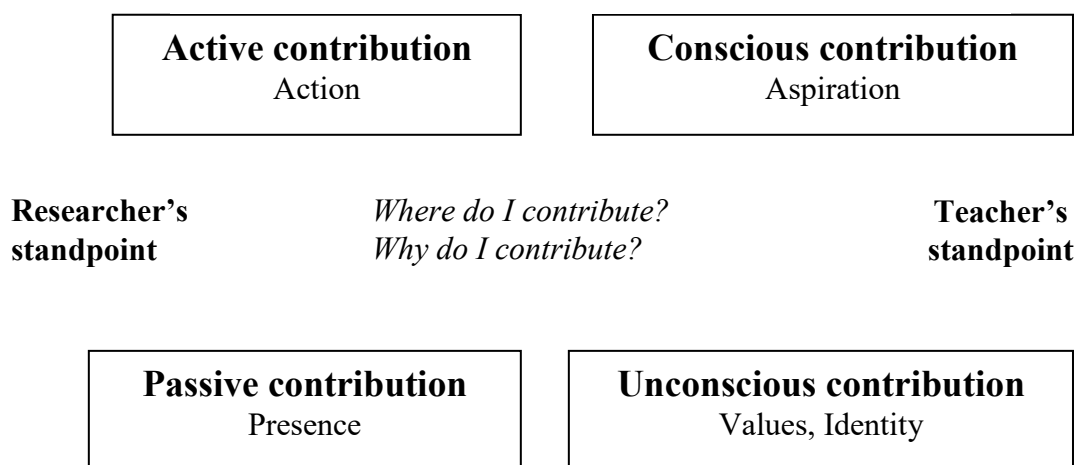 Active contribution
Action
Conscious contribution
Aspiration
Researcher’s
standpoint
Where do I contribute?
Why do I contribute?
Teacher’s
standpoint
Passive contribution
Presence
Unconscious contribution
Values, Identity